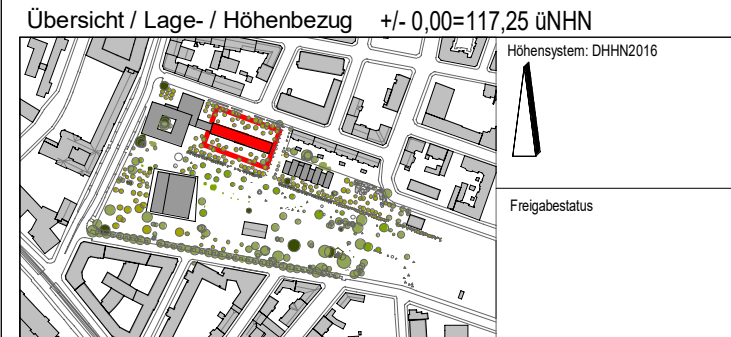 Übersicht / Lage- / Höhenbezug +/- 0,00=117,25 üNHN
Höhensystem: DHHN2016
Freigabestatus